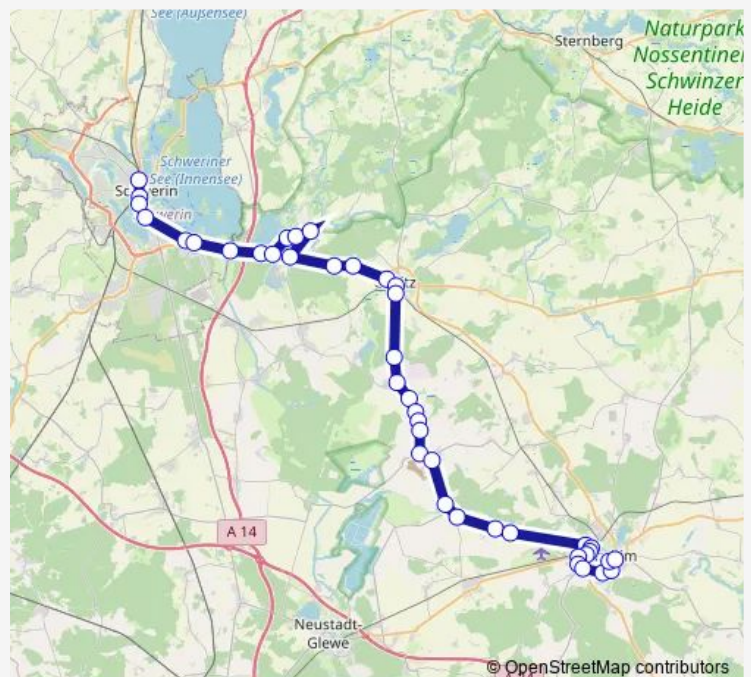 See (Außensee)
Sternberg
Naturpark
Nossentiner
Schwinzer
Heide
Schweriner
See (Innensee)
A 14
Neustadt-
Glewe
© OpenStreetMap contributors